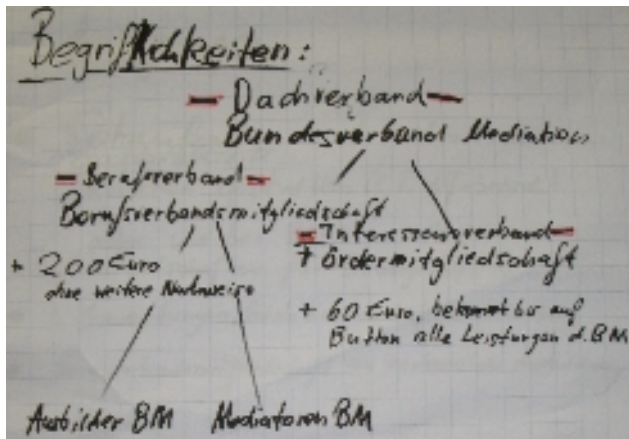 Begrifflichkeiten:
Dachverband
Bundesverband Mediation
Berufsverband
Berufsverbandsmitgliedschaft
Interessenverband
+ 200 Euro
Fördermitgliedschaft
ohne weitere Nachweise
+ 60 Euro, bekommt bis auf
Button alle Leistungen d. BM
Ausbilder BM
Mediatoren BM